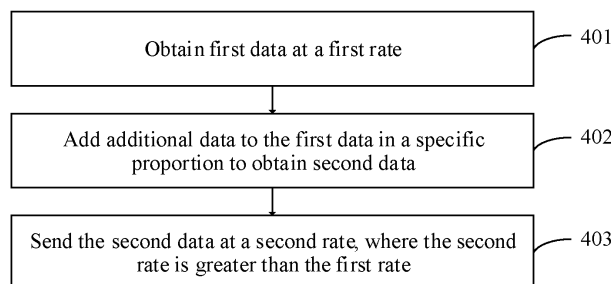 Obtain first data at a first rate
401
Add additional data to the first data in a specific
proportion to obtain second data
402
Send the second data at a second rate, where the second
rate is greater than the first rate
403